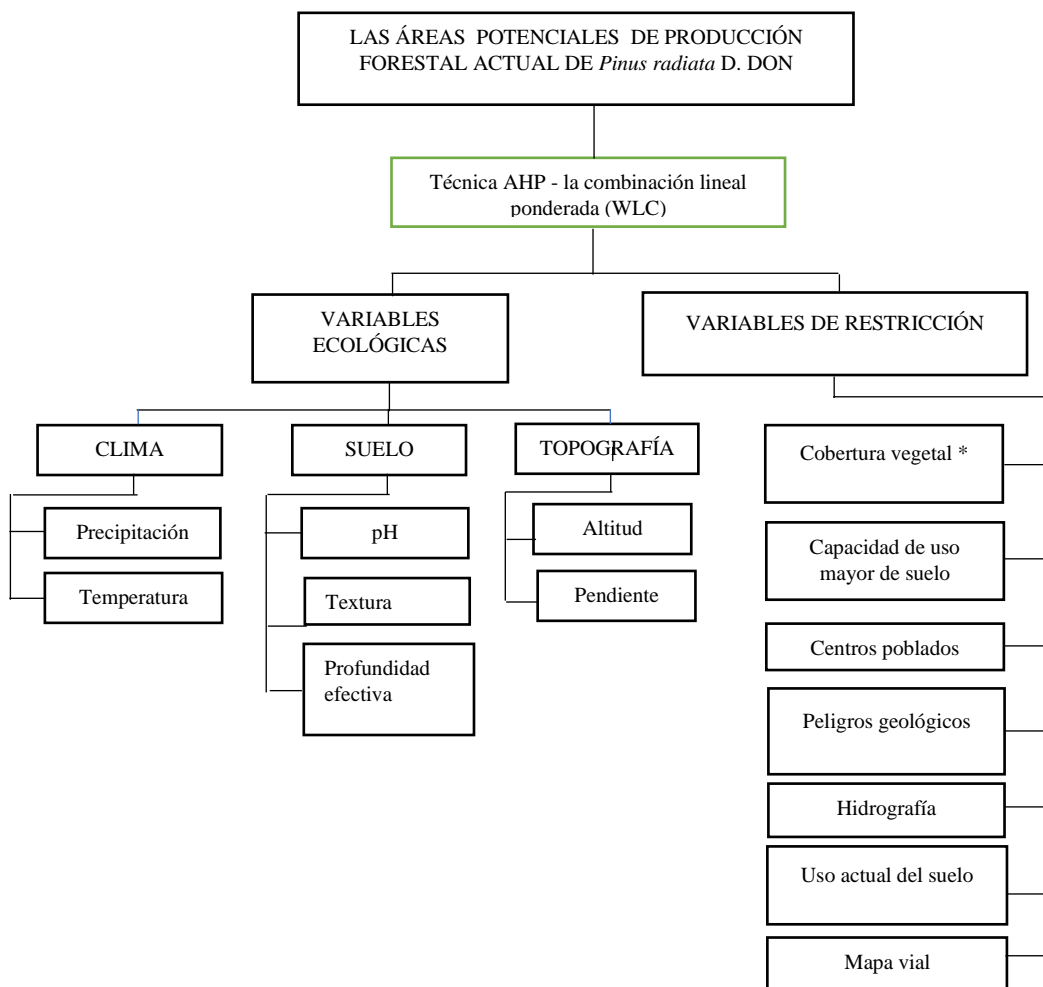 LAS ÁREAS POTENCIALES DE PRODUCCIÓN
FORESTAL ACTUAL DE Pinus radiata D. DON
Técnica AHP - la combinación lineal
ponderada (WLC)
VARIABLES
ECOLÓGICAS
VARIABLES DE RESTRICCIÓN
CLIMA
SUELO
TOPOGRAFÍA
Precipitación
Temperatura
pH
Textura
Profundidad
efectiva
Altitud
Pendiente
Cobertura vegetal *
Capacidad de uso
mayor de suelo
Centros poblados
Peligros geológicos
Hidrografía
Uso actual del suelo
Mapa vial